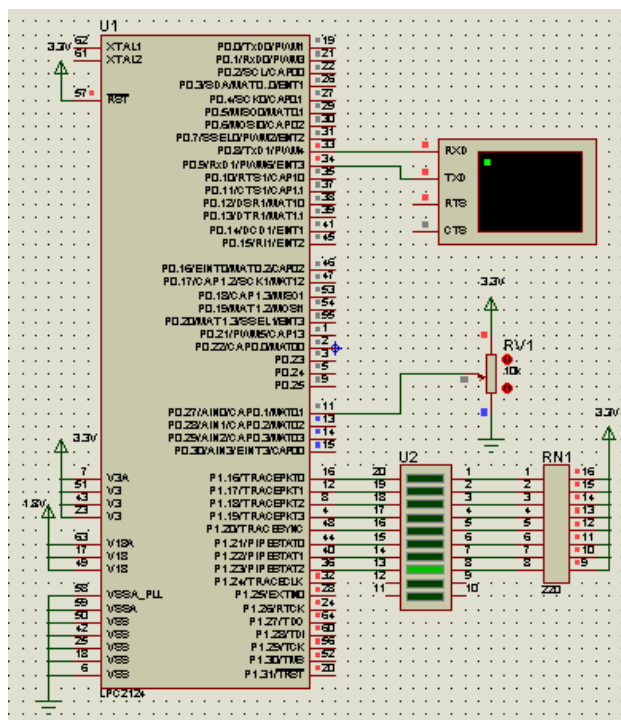 U1
3.3V
62 XTAL1
61 XTAL2
57 RST
P0.0/TxD0/PWM1 19
P0.1/RxD0/PWM3 21
P0.2/SCL/CAP0.0 22
P0.3/SDA/MAT0.0/EINT1 26
P0.4/SCK0/CAP0.1 27
P0.5/MISO0/MAT0.1 29
P0.6/MOSI0/CAP0.2 30
P0.7/SSEL0/PWM2/EINT2 31
P0.8/TxD1/PWM4 33
P0.9/RxD1/PWM6/EINT3 34
P0.10/RTS1/CAP1.0 35
P0.11/CTS1/CAP1.1 37
P0.12/DSR1/MAT1.0 38
P0.13/DTR1/MAT1.1 39
P0.14/DCD1/EINT1 41
P0.15/RI1/EINT2 45
RXD
TXD
RTS
CTS
P0.16/EINT0/MAT0.2/CAP0.2 46
P0.17/CAP1.2/SCK1/MAT1.2 47
P0.18/CAP1.3/MISO1 53
P0.19/MAT1.2/MOSI1 54
P0.20/MAT1.3/SSEL1/EINT3 55
P0.21/PWM5/CAP1.3 1
P0.22/CAP0.0/MAT0.0 2
P0.23 3
P0.24 5
P0.25 9
3.3V
RV1
10k
P0.27/AIN0/CAP0.1/MAT0.1 11
P0.28/AIN1/CAP0.2/MAT0.2 13
P0.29/AIN2/CAP0.3/MAT0.3 14
P0.30/AIN3/EINT3/CAP0.0 15
3.3V
7 V3A
51 V3
43 V3
23 V3
1.8V
63 V18A
17 V18
49 V18
58 VSSA_PLL
59 VSSA
50 VSS
42 VSS
25 VSS
18 VSS
6 VSS
P1.16/TRACEPKT0 16
P1.17/TRACEPKT1 12
P1.18/TRACEPKT2 8
P1.19/TRACEPKT3 4
P1.20/TRACESYNC 48
P1.21/PIPESTAT0 44
P1.22/PIPESTAT1 40
P1.23/PIPESTAT2 36
P1.24/TRACECLK 32
P1.25/EXTIN0 28
P1.26/RTCK 24
P1.27/TDO 64
P1.28/TDI 60
P1.29/TCK 56
P1.30/TMS 52
P1.31/TRST 20
LPC2124
U2
20 1
19 2
18 3
17 4
16 5
15 6
14 7
13 8
12 9
11 10
RN1
3.3V
1 16
2 15
3 14
4 13
5 12
6 11
7 10
8 9
220